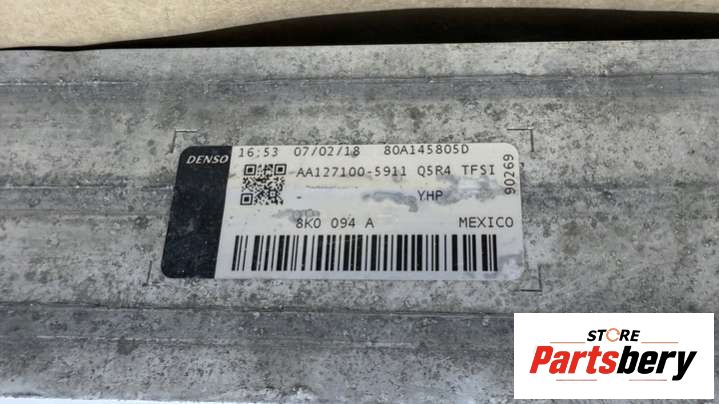 DENSO
16:53 07/02/18 80A145805D
AA127100-5911 Q5R4 TFSI
90269
YHP
8K0 094 A MEXICO
STORE
Partsbery